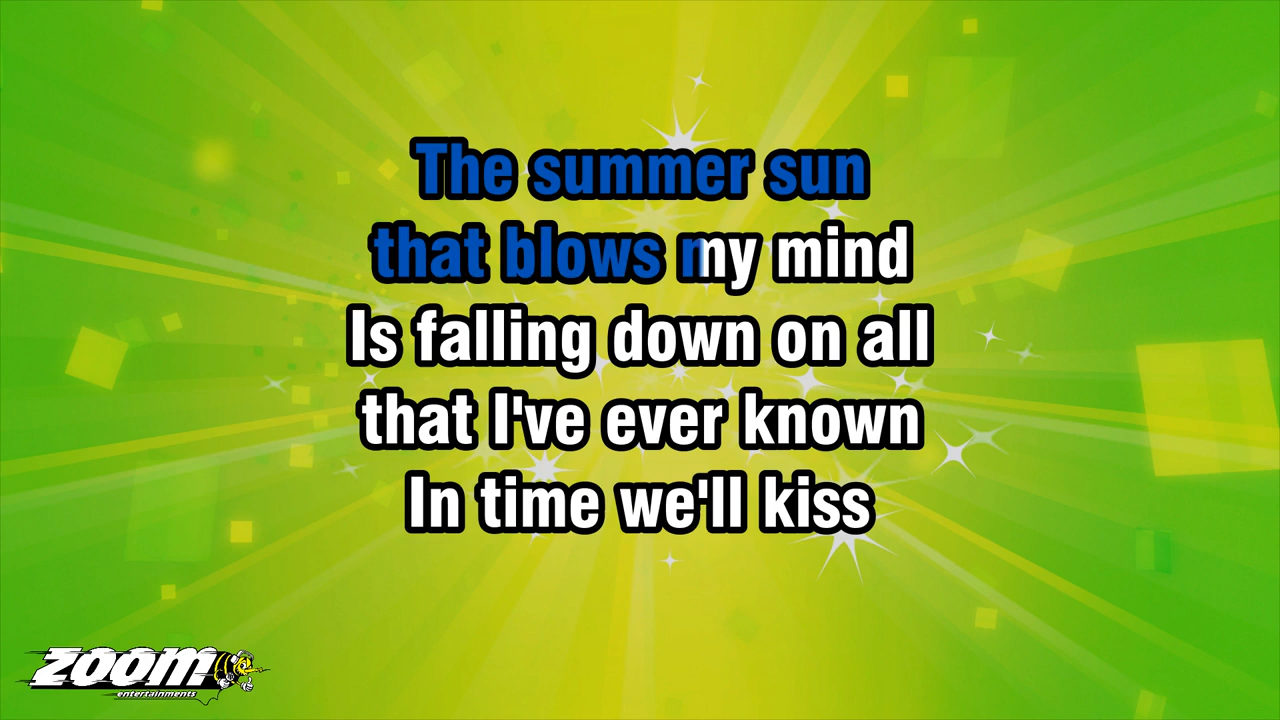 The summer sun
that blows my mind
Is falling down on all
that I've ever known
In time we'll kiss
ZOOM
entertainments